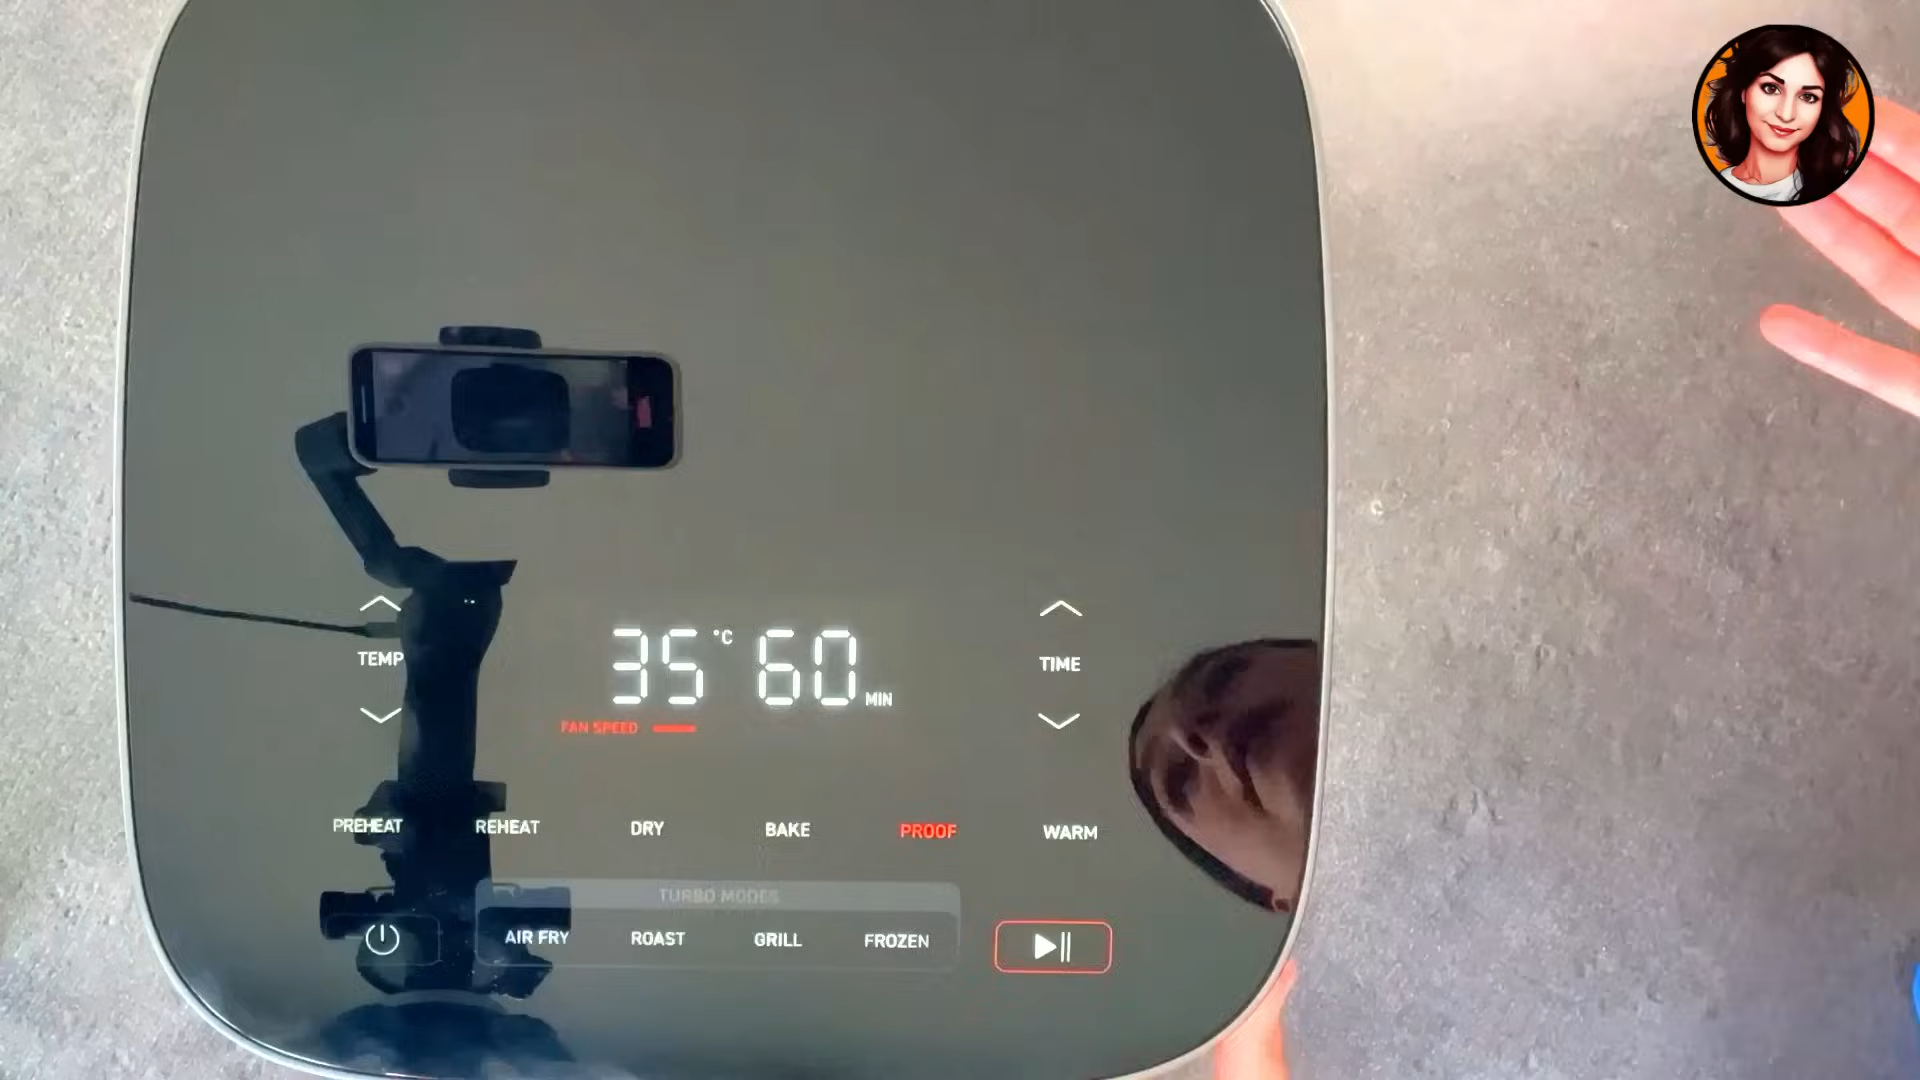 TEMP
35°C 60 MIN
TIME
FAN SPEED
PREHEAT REHEAT DRY BAKE PROOF WARM
TURBO MODES
AIR FRY ROAST GRILL FROZEN